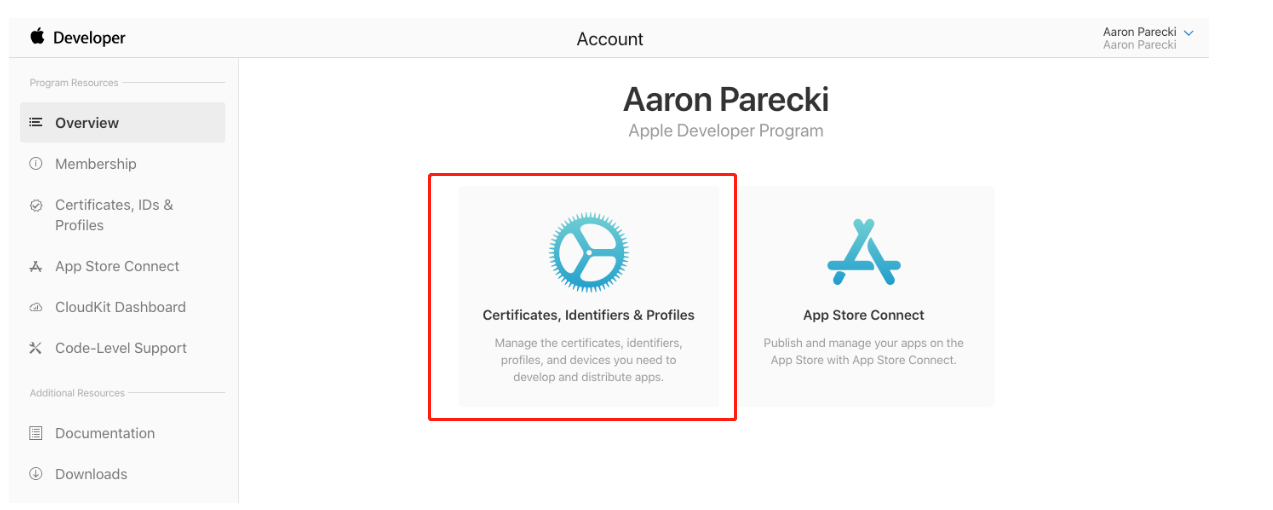 Developer
Account
Aaron Parecki
Aaron Parecki
Program Resources
Overview
Membership
Certificates, IDs &
Profiles
App Store Connect
CloudKit Dashboard
Code-Level Support
Additional Resources
Documentation
Downloads
Aaron Parecki
Apple Developer Program
Certificates, Identifiers & Profiles
Manage the certificates, identifiers,
profiles, and devices you need to
develop and distribute apps.
App Store Connect
Publish and manage your apps on the
App Store with App Store Connect.